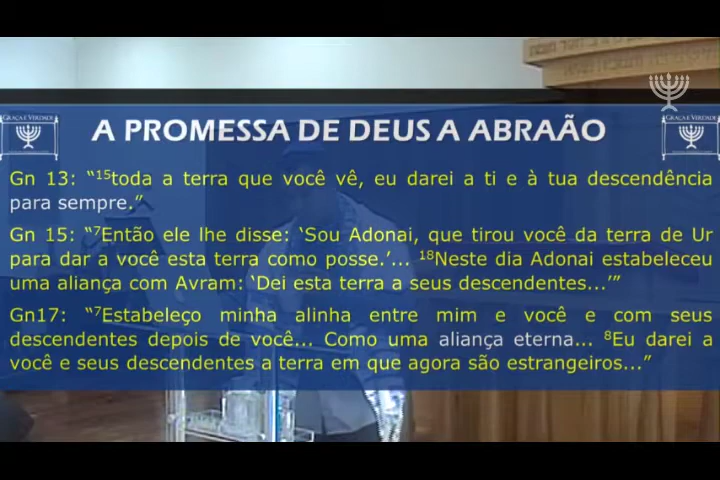 GRAÇA E VERDADE
GRAÇA E VERDADE
A PROMESSA DE DEUS A ABRAÃO
Gn 13: “15toda a terra que você vê, eu darei a ti e à tua descendência
para sempre.”
Gn 15: “7Então ele lhe disse: ‘Sou Adonai, que tirou você da terra de Ur
para dar a você esta terra como posse.’... 18Neste dia Adonai estabeleceu
uma aliança com Avram: ‘Dei esta terra a seus descendentes...’”
Gn17: “7Estabeleço minha alinha entre mim e você e com seus
descendentes depois de você... Como uma aliança eterna... 8Eu darei a
você e seus descendentes a terra em que agora são estrangeiros...”